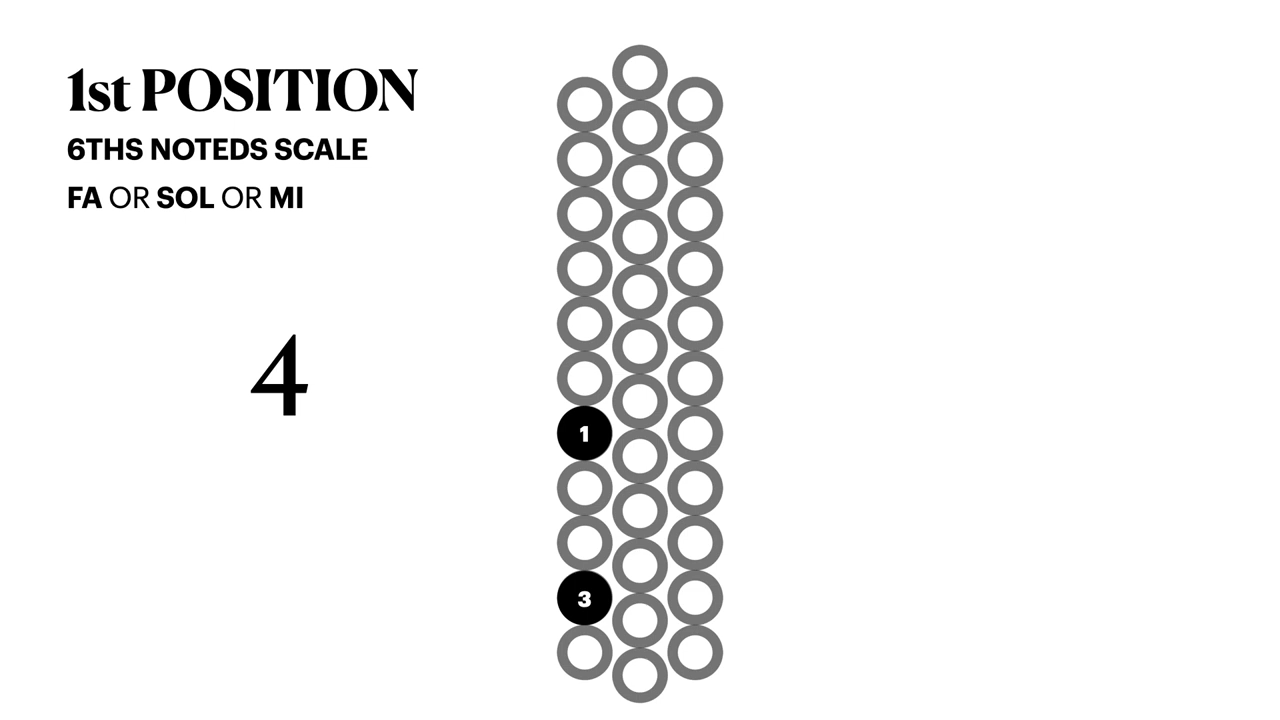 1st POSITION
6THS NOTEDS SCALE
FA OR SOL OR MI
4
1
3